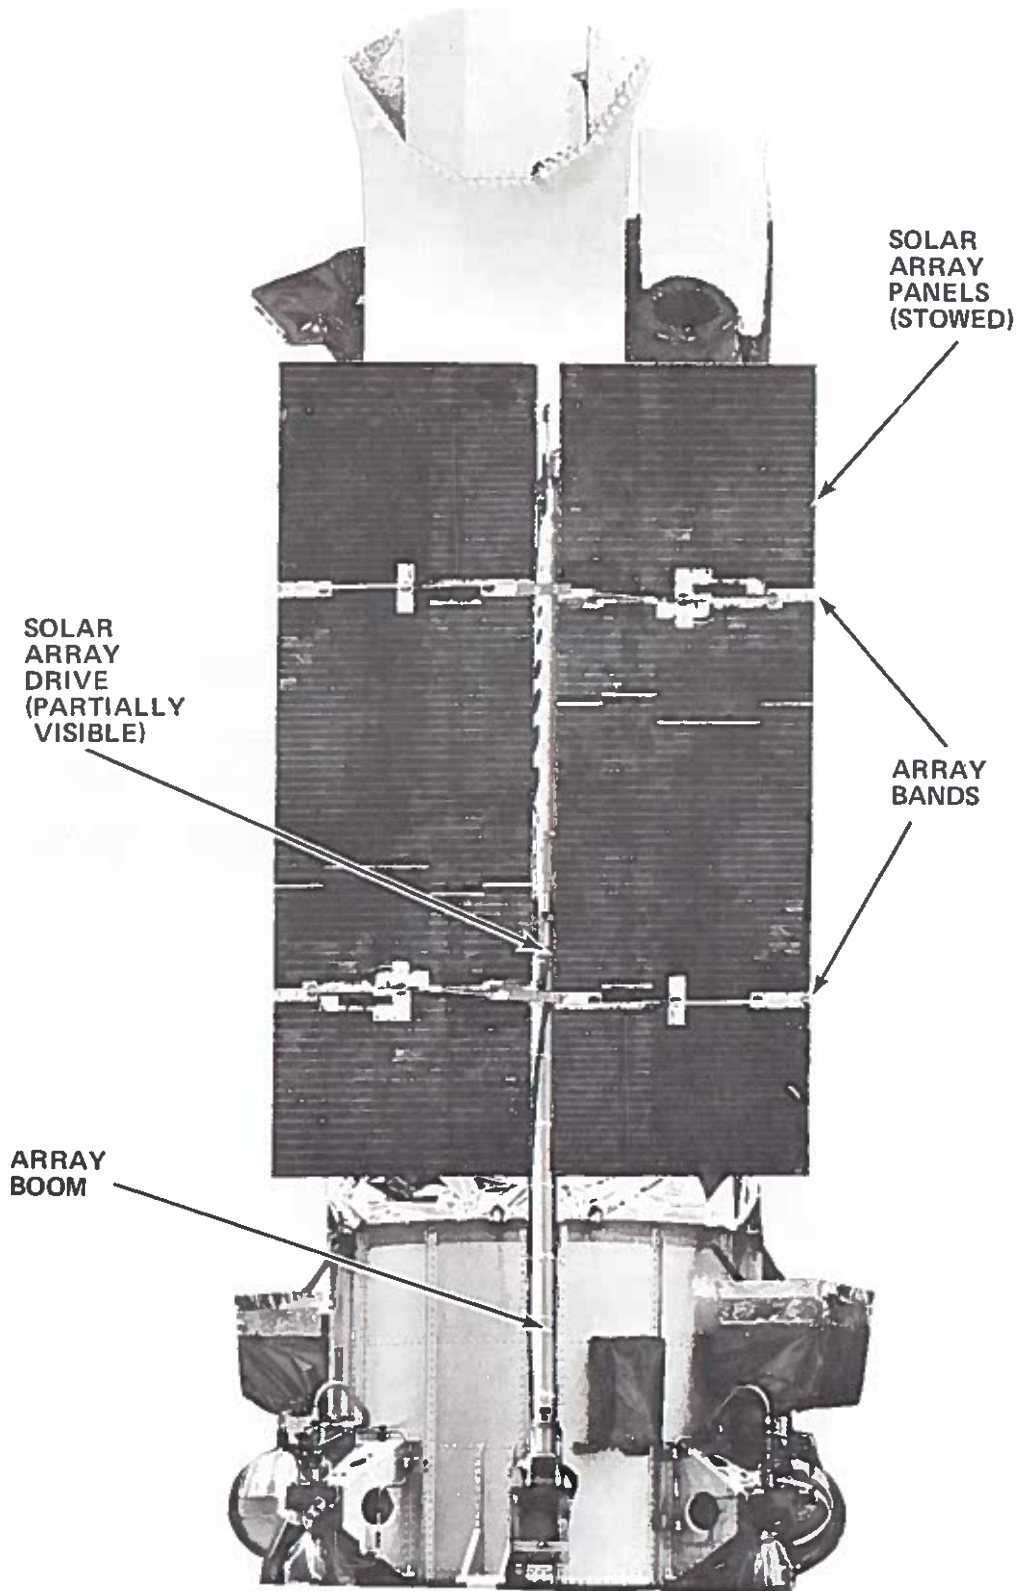 SOLAR
ARRAY
PANELS
(STOWED)
SOLAR
ARRAY
DRIVE
(PARTIALLY
VISIBLE)
ARRAY
BANDS
ARRAY
BOOM